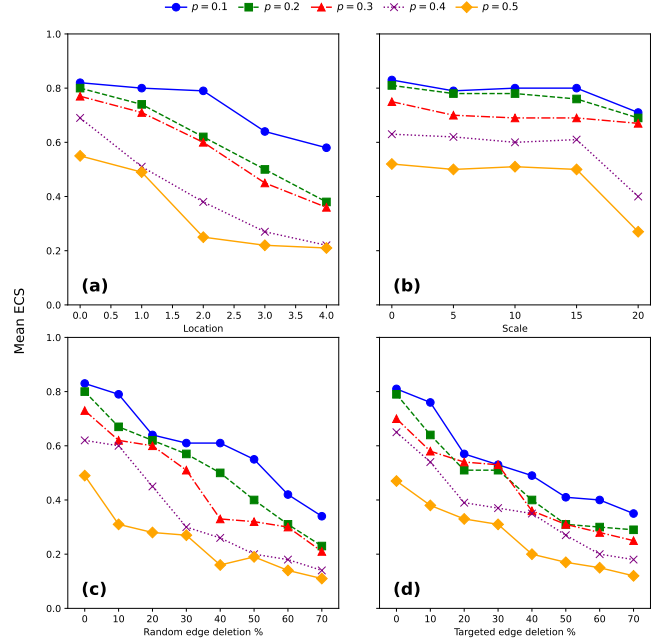 p = 0.1 p = 0.2 p = 0.3 p = 0.4 p = 0.5
Mean ECS
1.0
0.8
0.6
0.4
0.2
0.0
(a)
0.0 0.5 1.0 1.5 2.0 2.5 3.0 3.5 4.0
Location
(b)
0 5 10 15 20
Scale
1.0
0.8
0.6
0.4
0.2
0.0
(c)
0 10 20 30 40 50 60 70
Random edge deletion %
(d)
0 10 20 30 40 50 60 70
Targeted edge deletion %